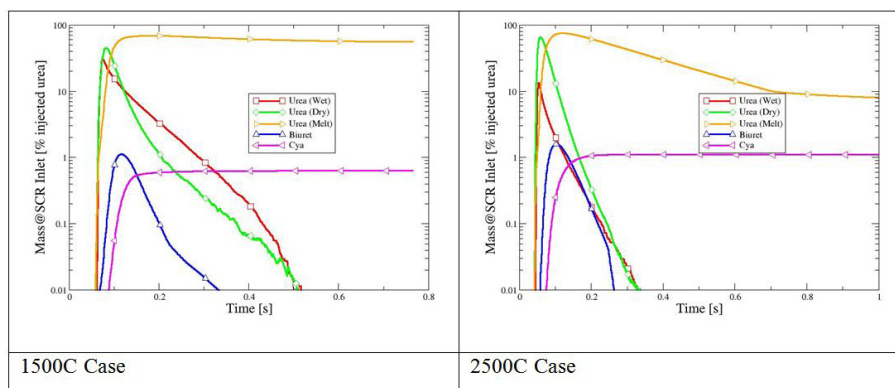 Mass@SCR Inlet [% injected urea]
100
10
1
0.1
0.01
0
0.2
0.4
0.6
0.8
Time [s]
Urea (Wet)
Urea (Dry)
Urea (Melt)
Biuret
Cya
Mass@SCR Inlet [% injected urea]
100
10
1
0.1
0.01
0
0.2
0.4
0.6
0.8
1
Time [s]
Urea (Wet)
Urea (Dry)
Urea (Melt)
Biuret
Cya
1500C Case
2500C Case